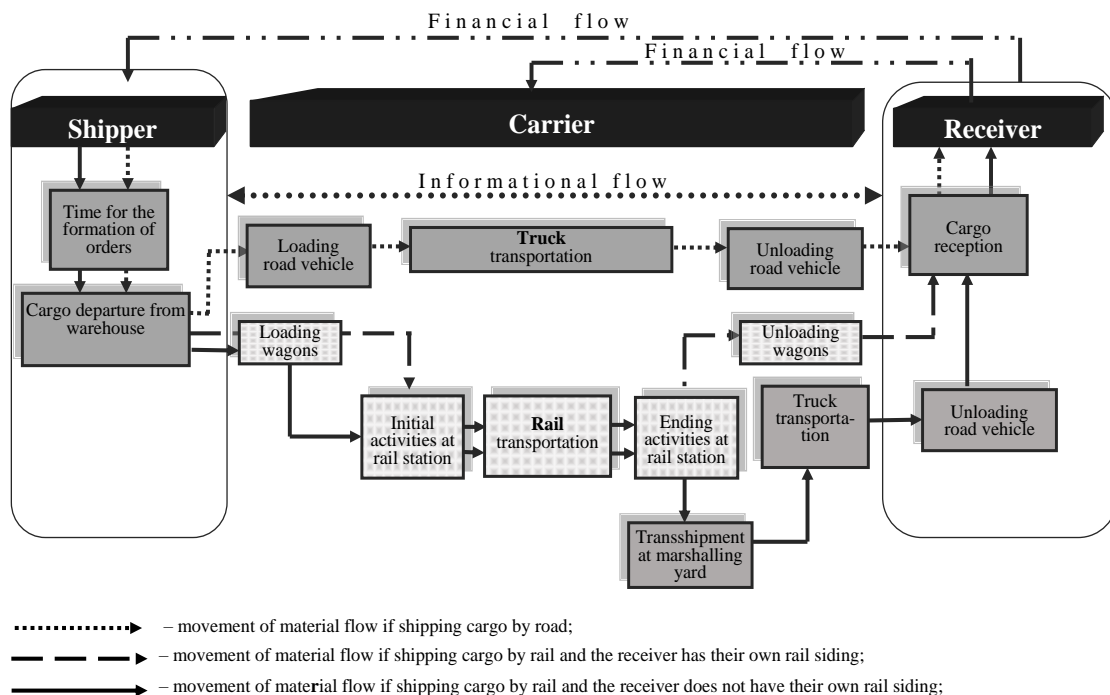 Financial flow
Financial flow
Shipper
Carrier
Receiver
Informational flow
Time for the
formation of
orders
Loading
road vehicle
Truck
transportation
Unloading
road vehicle
Cargo
reception
Cargo departure from
warehouse
Loading
wagons
Unloading
wagons
Initial
activities at
rail station
Rail
transportation
Ending
activities at
rail station
Truck
transporta-
tion
Unloading
road vehicle
Transshipment
at marshalling
yard
– movement of material flow if shipping cargo by road;
– movement of material flow if shipping cargo by rail and the receiver has their own rail siding;
– movement of material flow if shipping cargo by rail and the receiver does not have their own rail siding;